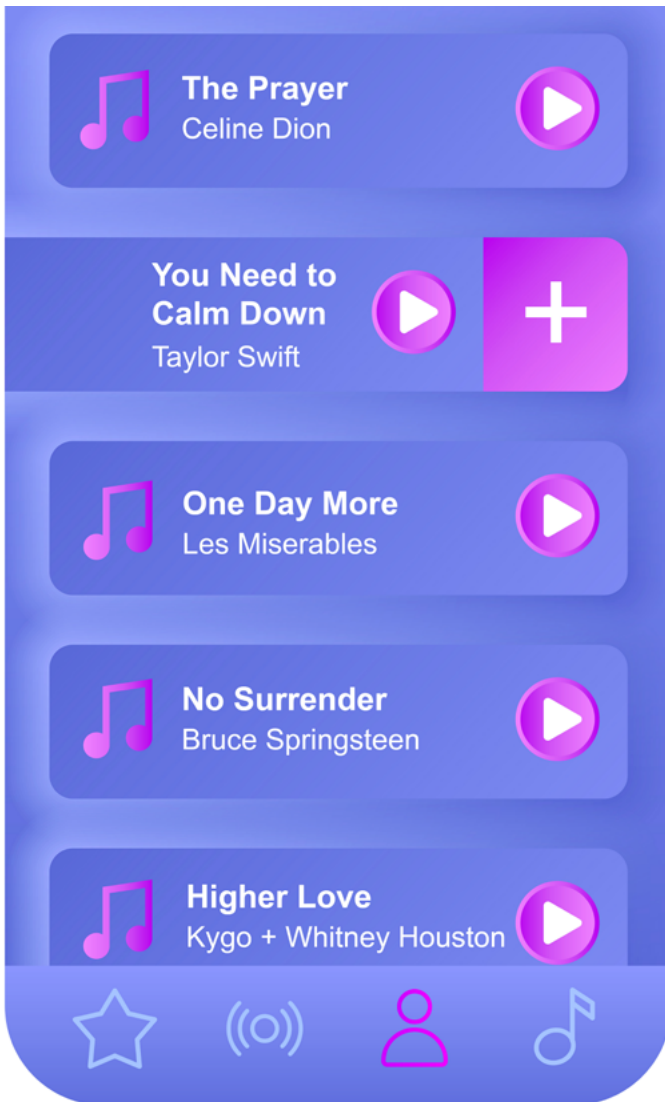 The Prayer
Celine Dion
You Need to
Calm Down
Taylor Swift
One Day More
Les Miserables
No Surrender
Bruce Springsteen
Higher Love
Kygo + Whitney Houston